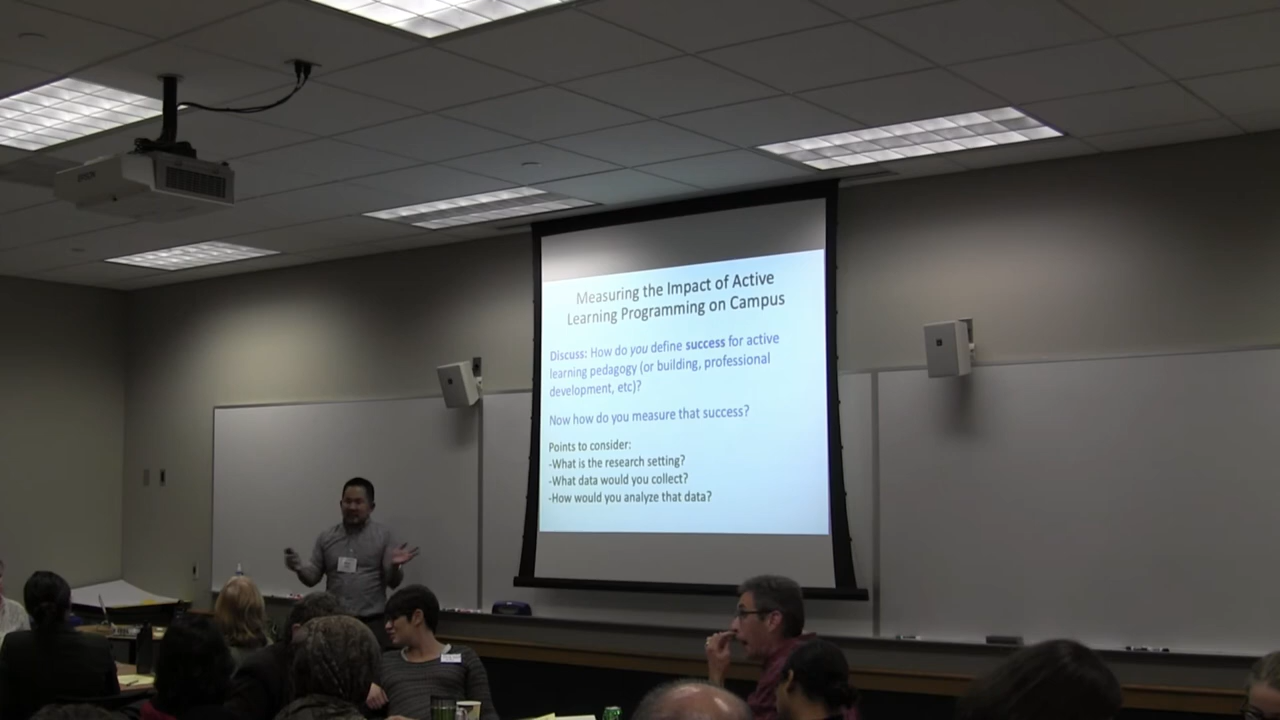 Measuring the Impact of Active
Learning Programming on Campus
Discuss: How do you define success for active
learning pedagogy (or building, professional
development, etc)?
Now how do you measure that success?
Points to consider:
-What is the research setting?
-What data would you collect?
-How would you analyze that data?